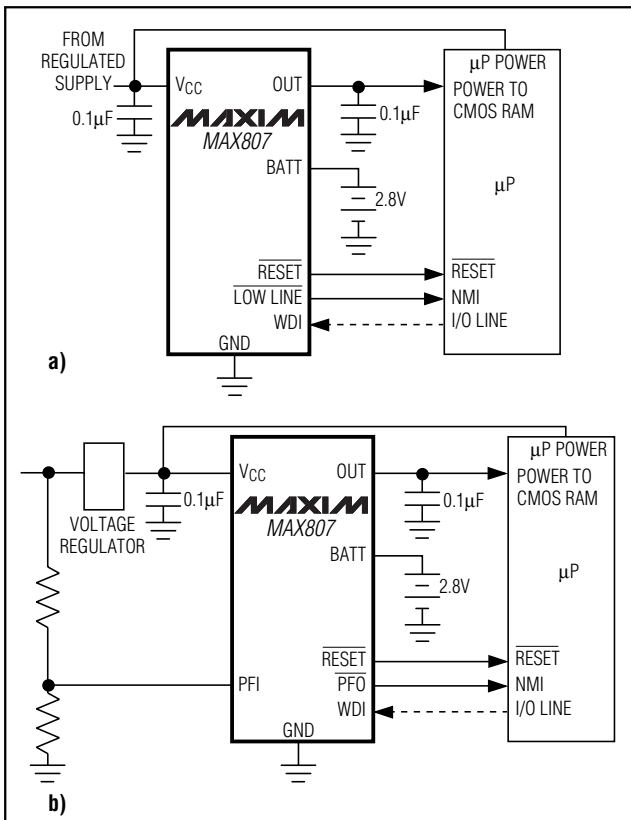 FROM
REGULATED
SUPPLY
0.1µF
VCC
OUT
MAXIM
MAX807
BATT
0.1µF
2.8V
RESET
LOW LINE
WDI
GND
µP POWER
POWER TO
CMOS RAM
µP
RESET
NMI
I/O LINE
a)
VOLTAGE
REGULATOR
0.1µF
VCC
OUT
MAXIM
MAX807
BATT
0.1µF
2.8V
PFI
RESET
PFO
WDI
GND
µP POWER
POWER TO
CMOS RAM
µP
RESET
NMI
I/O LINE
b)